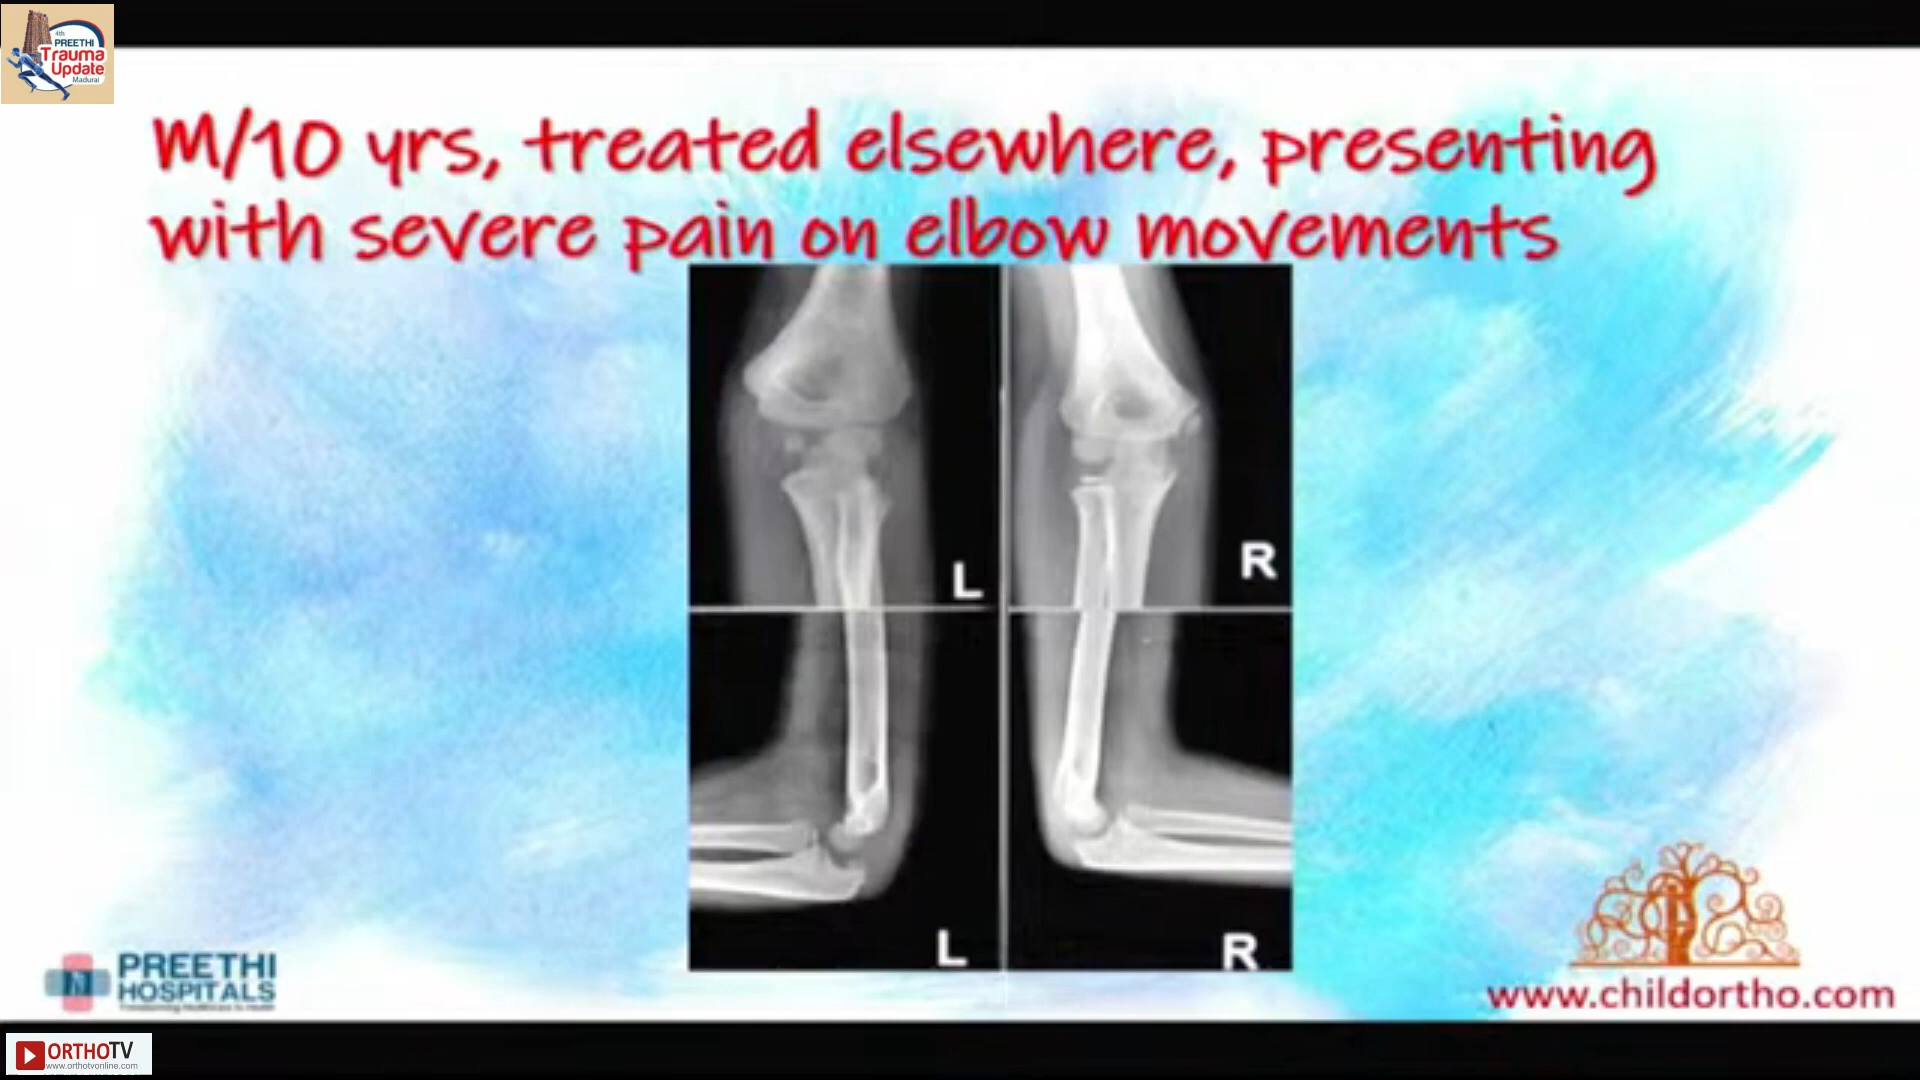 4th
PREETHI
Trauma
Update
Madurai
M/10 yrs, treated elsewhere, presenting
with severe pain on elbow movements
L
R
L
R
PREETHI
HOSPITALS
www.childortho.com
ORTHOTV
www.orthotvonline.com